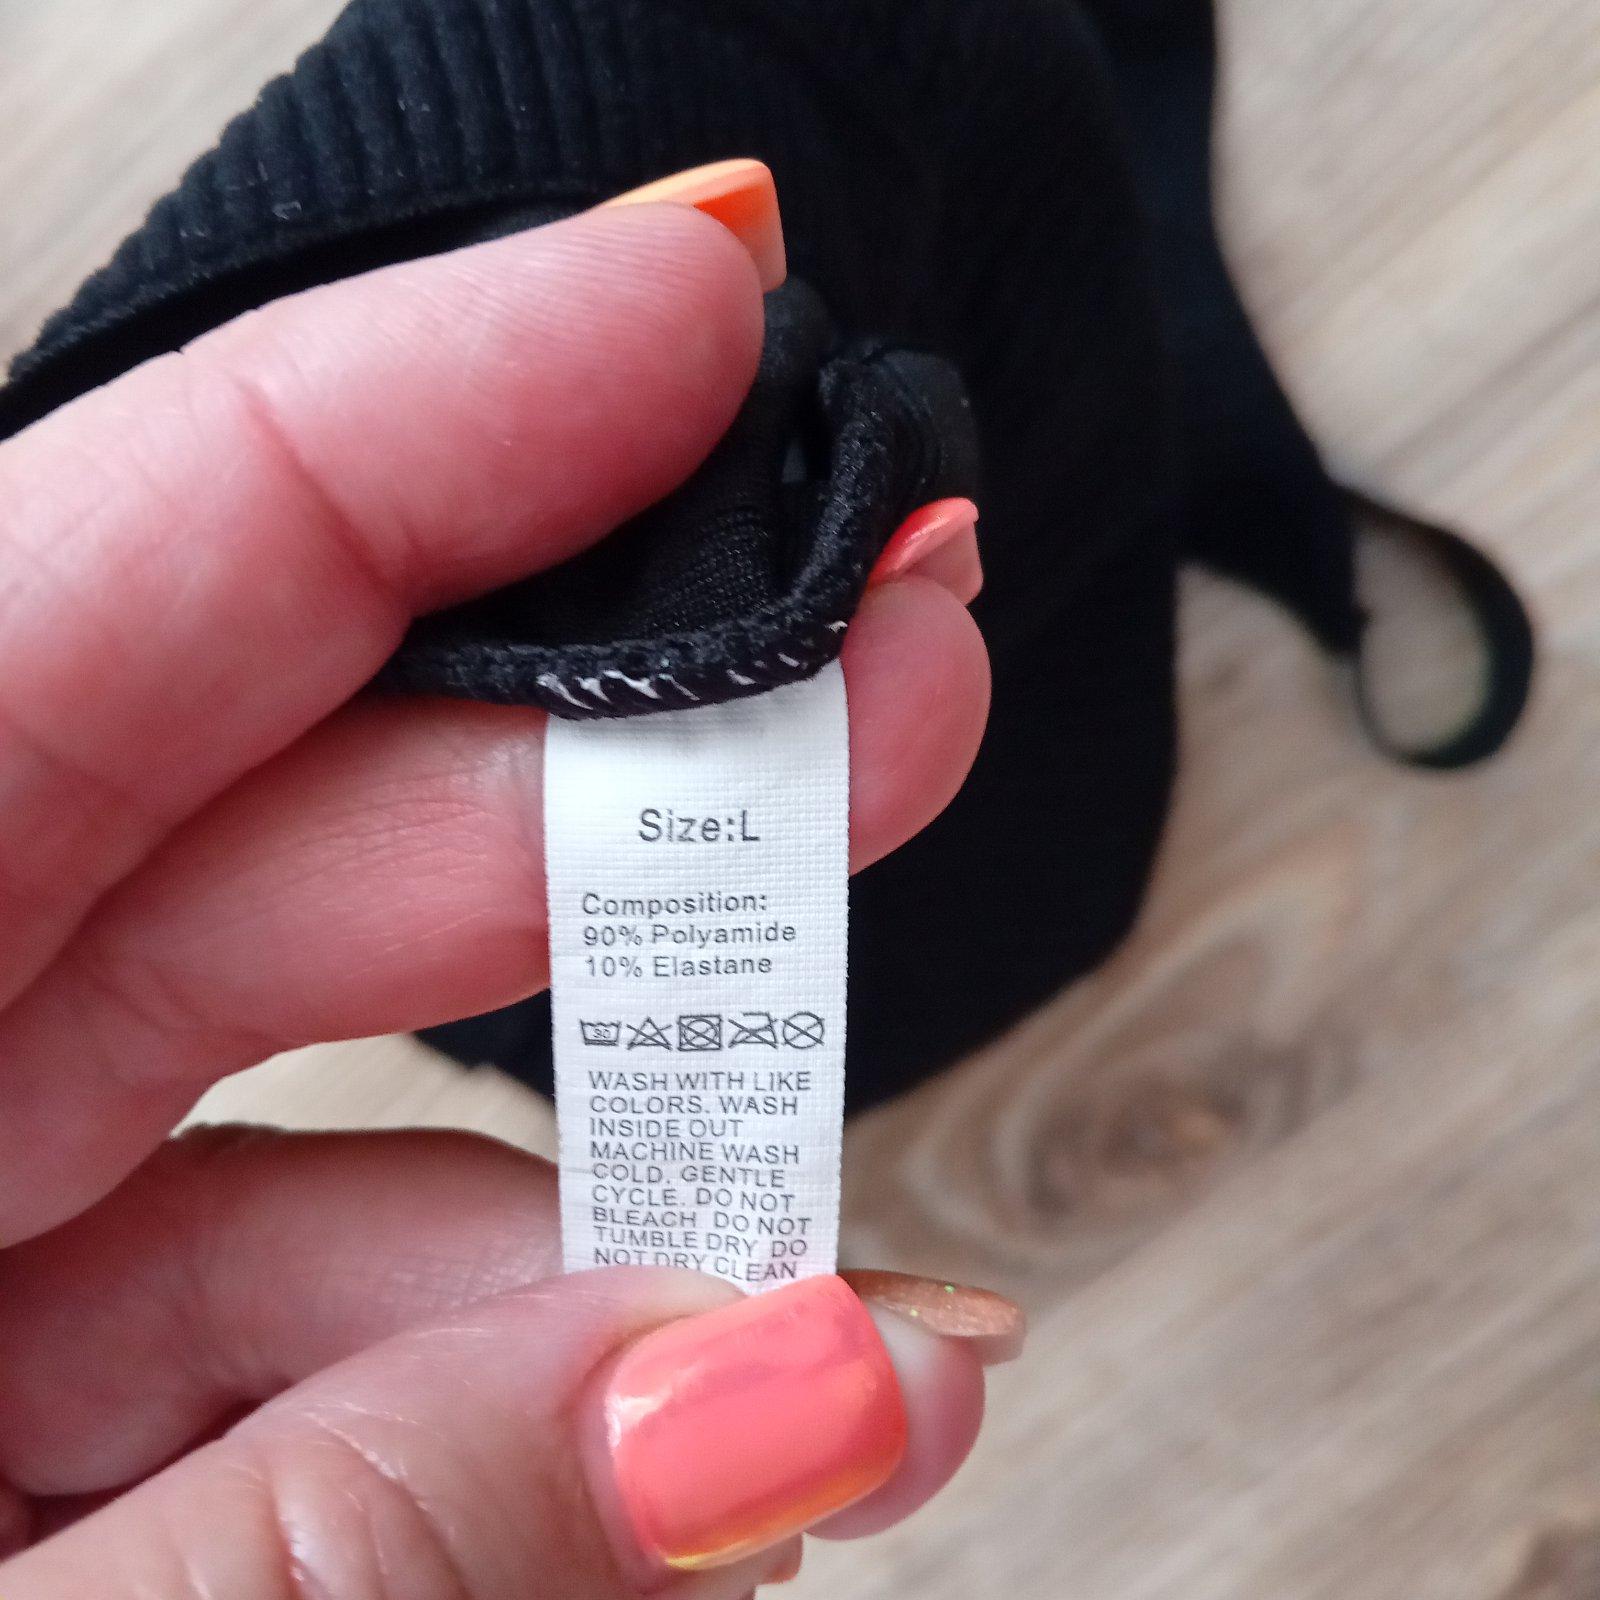 Size:L
Composition:
90% Polyamide
10% Elastane
30
WASH WITH LIKE
COLORS. WASH
INSIDE OUT
MACHINE WASH
COLD. GENTLE
CYCLE. DO NOT
BLEACH DO NOT
TUMBLE DRY DO
NOT DRY CLEAN